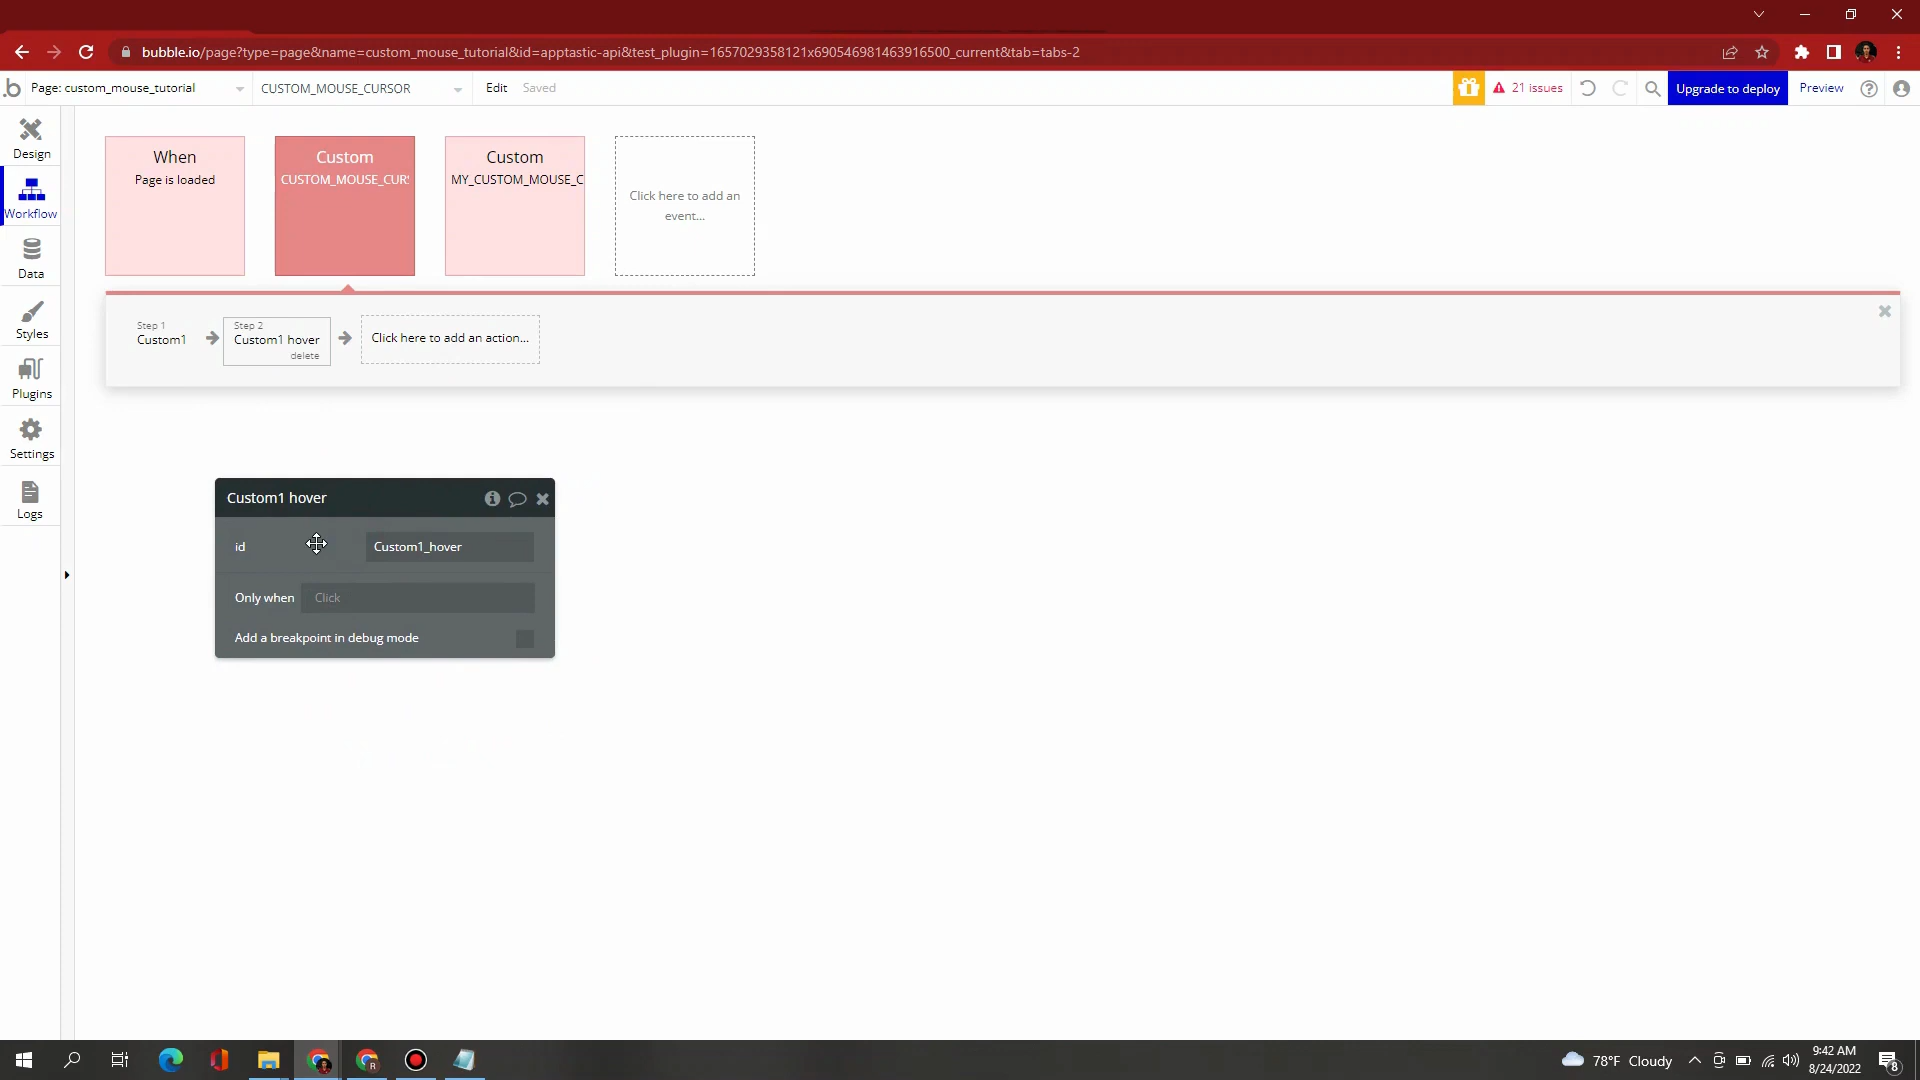 bubble.io/page?type=page&name=custom_mouse_tutorial&id=apptastic-api&test_plugin=1657029358121x690546981463916500_current&tab=tabs-2
.b Page: custom_mouse_tutorial CUSTOM_MOUSE_CURSOR Edit Saved 21 issues Upgrade to deploy Preview
Design
Workflow
Data
Styles
Plugins
Settings
Logs
When
Page is loaded
Custom
CUSTOM_MOUSE_CUR
Custom
MY_CUSTOM_MOUSE_C
Click here to add an
event...
Step 1
Custom1
Step 2
Custom1 hover
delete
Click here to add an action...
Custom1 hover
id Custom1_hover
Only when Click
Add a breakpoint in debug mode
R
78°F Cloudy
9:42 AM
8/24/2022
8